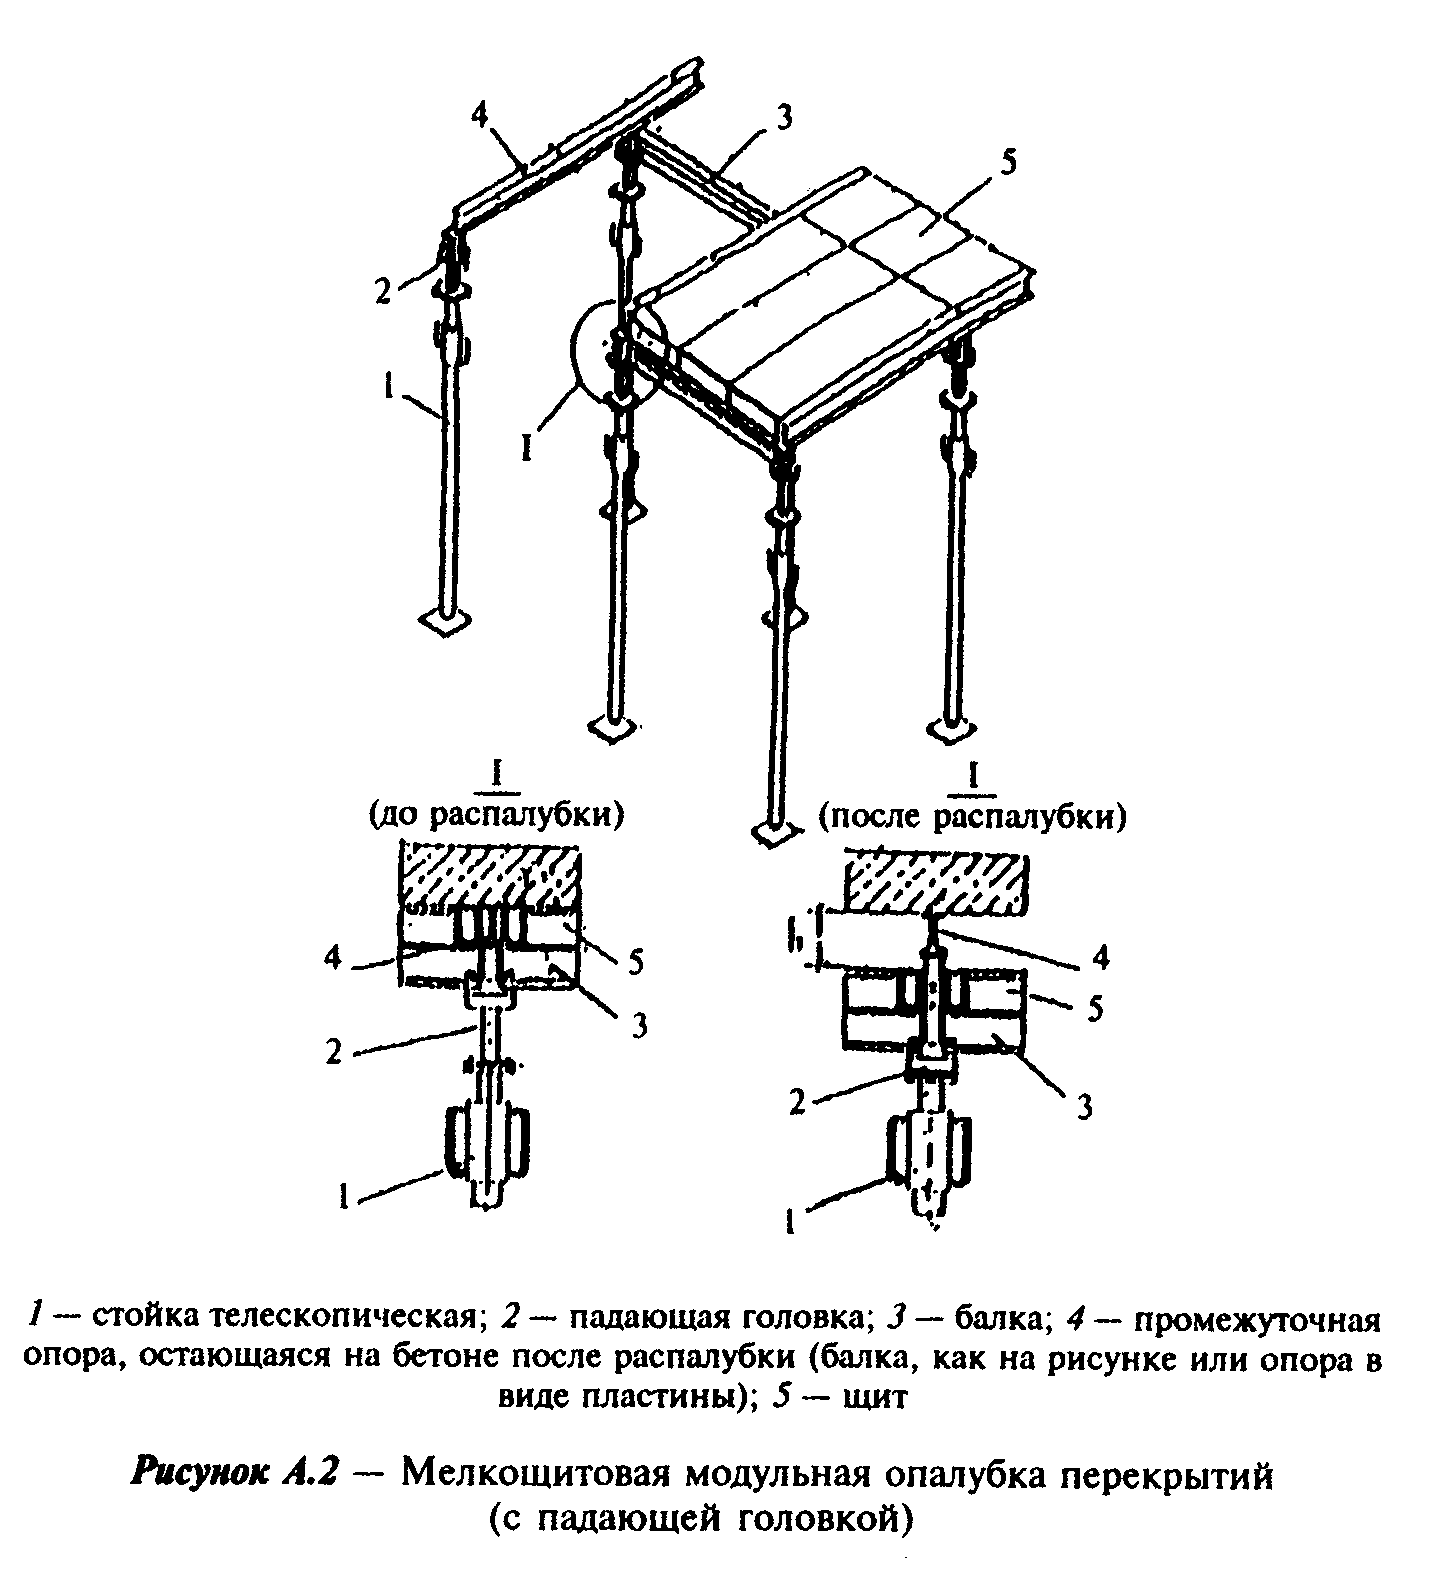 4
3
5
2
1
I
I
(до распалубки)
I
(после распалубки)
4
5
3
2
1
h
4
5
2
3
1
1 — стойка телескопическая; 2 — падающая головка; 3 — балка; 4 — промежуточная
опора, остающаяся на бетоне после распалубки (балка, как на рисунке или опора в
виде пластины); 5 — щит
Рисунок А.2 — Мелкощитовая модульная опалубка перекрытий
(с падающей головкой)